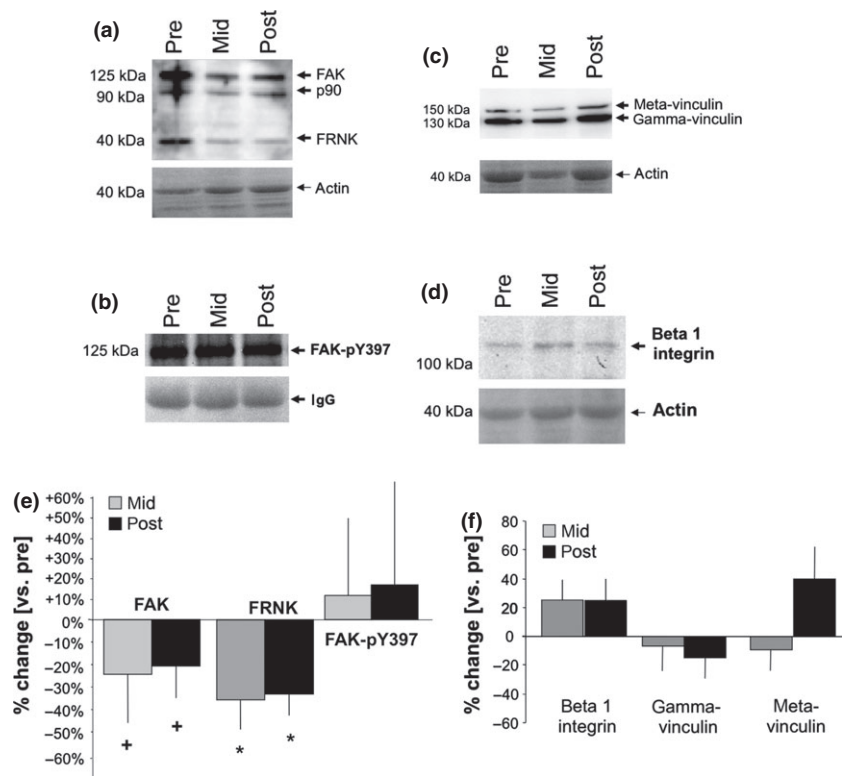 (a)
Pre Mid Post
125 kDa FAK
90 kDa p90
40 kDa FRNK
40 kDa Actin
(c)
Pre Mid Post
150 kDa Meta-vinculin
130 kDa Gamma-vinculin
40 kDa Actin
(b)
Pre Mid Post
125 kDa FAK-pY397
IgG
(d)
Pre Mid Post
Beta 1
integrin
100 kDa
40 kDa Actin
(e)
% change [vs. pre]
+60%
+50%
+40%
+30%
+20%
+10%
0%
–10%
–20%
–30%
–40%
–50%
–60%
Mid
Post
FAK
FRNK
FAK-pY397
+ + * *
(f)
% change [vs. pre]
80
60
40
20
0
–20
–40
–60
Mid
Post
Beta 1
integrin
Gamma-
vinculin
Meta-
vinculin